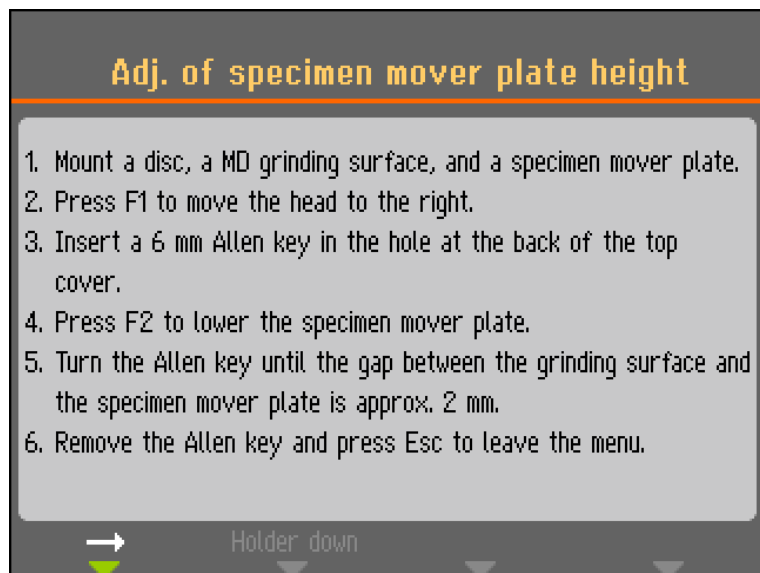 Adj. of specimen mover plate height
1. Mount a disc, a MD grinding surface, and a specimen mover plate.
2. Press F1 to move the head to the right.
3. Insert a 6 mm Allen key in the hole at the back of the top
cover.
4. Press F2 to lower the specimen mover plate.
5. Turn the Allen key until the gap between the grinding surface and
the specimen mover plate is approx. 2 mm.
6. Remove the Allen key and press Esc to leave the menu.
Holder down